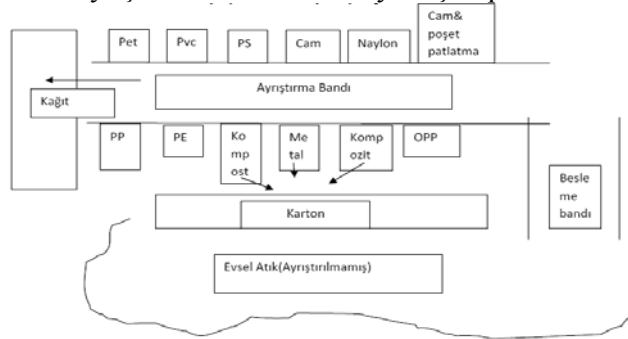 Pet
Pvc
PS
Cam
Naylon
Cam&
poşet
patlatma
Ayrıştırma Bandı
Kağıt
PP
PE
Ko
mp
ost
Me
tal
Komp
ozit
OPP
Besle
me
bandı
Karton
Evsel Atık(Ayrıştırılmamış)